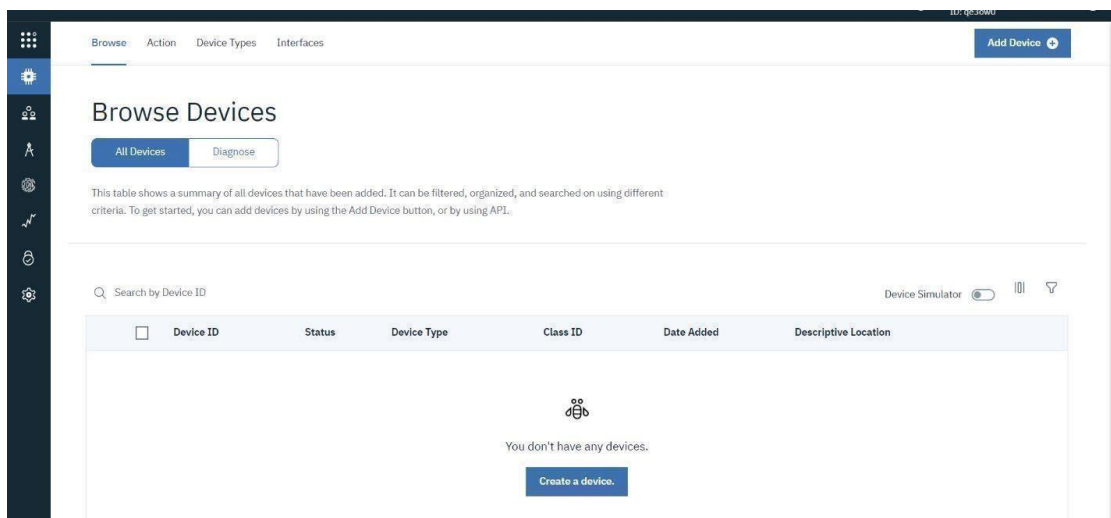 ID: qe3ow0
Browse Action Device Types Interfaces
Add Device
Browse Devices
All Devices Diagnose
This table shows a summary of all devices that have been added. It can be filtered, organized, and searched on using different
criteria. To get started, you can add devices by using the Add Device button, or by using API.
Search by Device ID
Device Simulator
Device ID Status Device Type Class ID Date Added Descriptive Location
You don't have any devices.
Create a device.